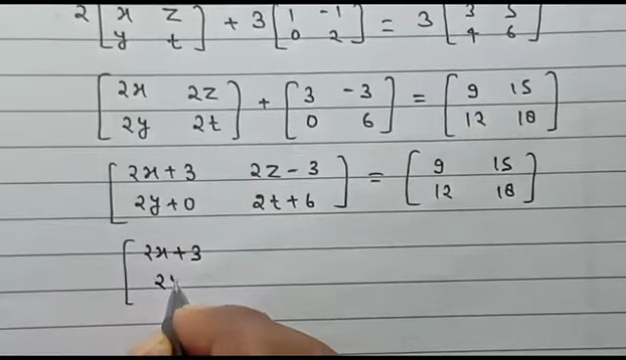 2 [ x z ] + 3 [ 1 -1 ] = 3 [ 3 5 ]
[ y t ] [ 0 2 ] [ 4 6 ]
[ 2x 2z ] + [ 3 -3 ] = [ 9 15 ]
[ 2y 2t ] [ 0 6 ] [ 12 18 ]
[ 2x+3 2z-3 ] = [ 9 15 ]
[ 2y+0 2t+6 ] [ 12 18 ]
[ 2x+3
2